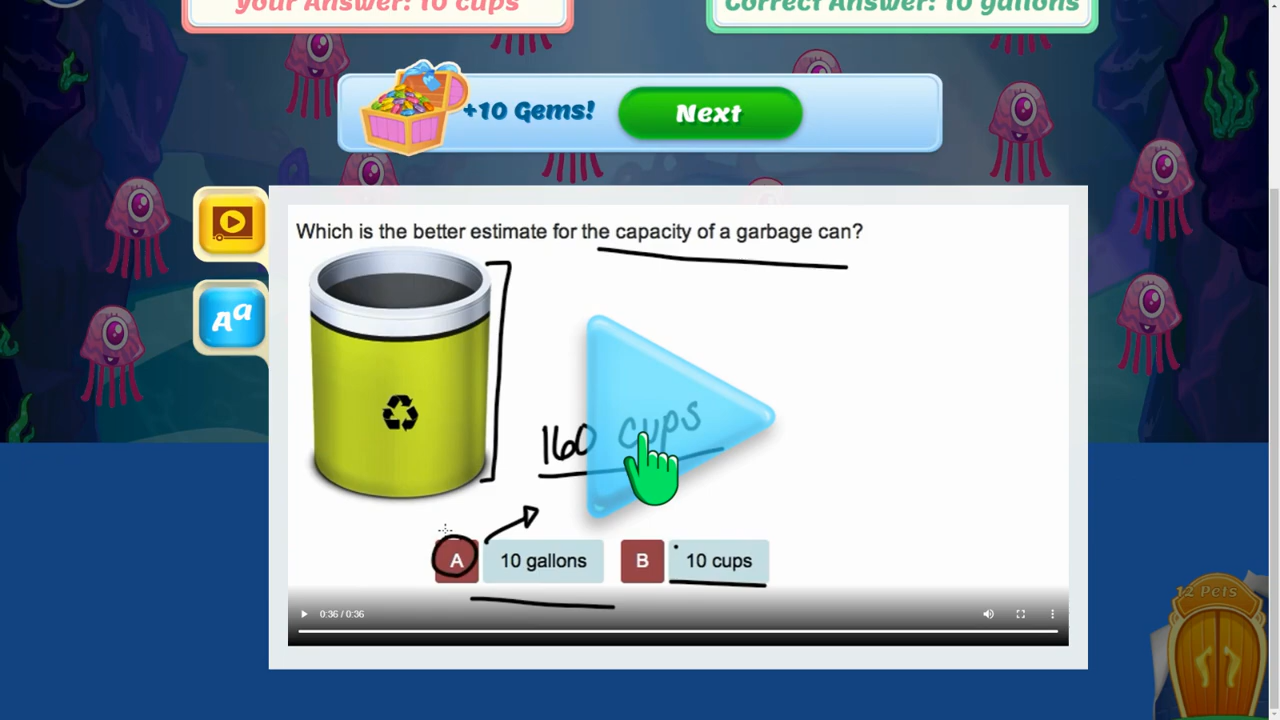 Your Answer: 10 cups
Correct Answer: 10 gallons
+10 Gems!
Next
Aa
Which is the better estimate for the capacity of a garbage can?
160 cups
A 10 gallons B 10 cups
0:36 / 0:36
12 Pets